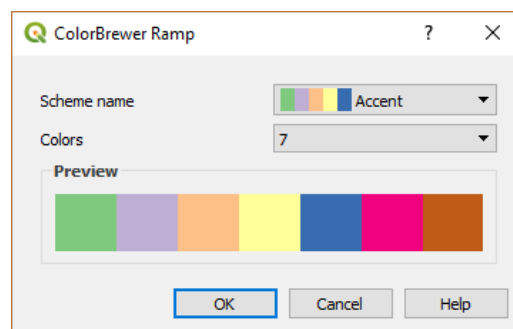 ColorBrewer Ramp ?
Scheme name Accent
Colors 7
Preview
OK Cancel Help